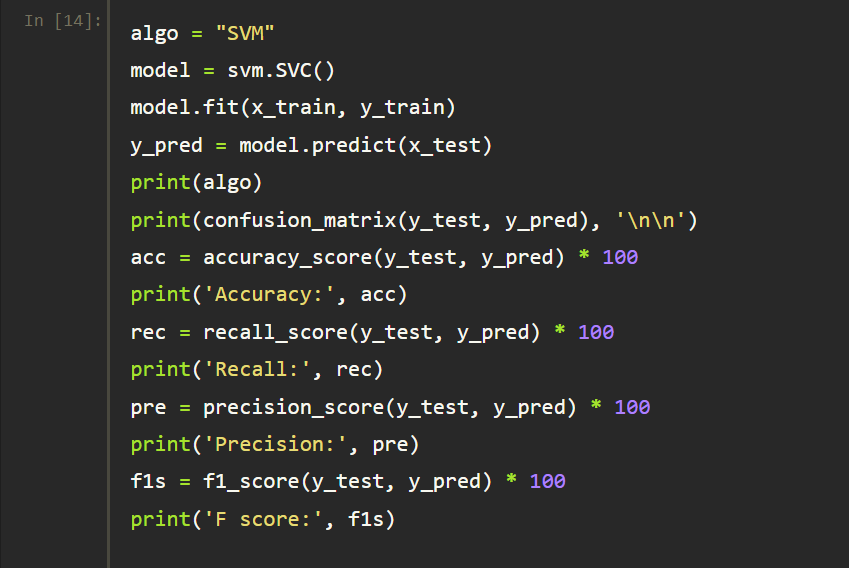 In [14]:
algo = "SVM"
model = svm.SVC()
model.fit(x_train, y_train)
y_pred = model.predict(x_test)
print(algo)
print(confusion_matrix(y_test, y_pred), '\n\n')
acc = accuracy_score(y_test, y_pred) * 100
print('Accuracy:', acc)
rec = recall_score(y_test, y_pred) * 100
print('Recall:', rec)
pre = precision_score(y_test, y_pred) * 100
print('Precision:', pre)
f1s = f1_score(y_test, y_pred) * 100
print('F score:', f1s)